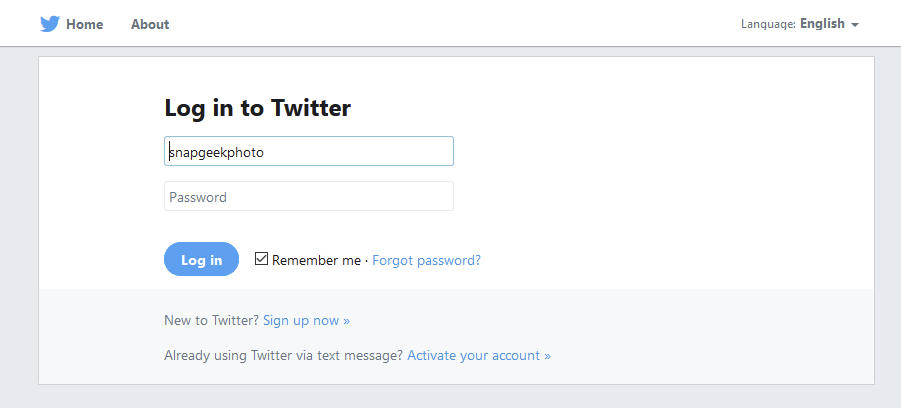 Home About Language: English
Log in to Twitter
snapgeekphoto
Password
Log in Remember me · Forgot password?
New to Twitter? Sign up now »
Already using Twitter via text message? Activate your account »